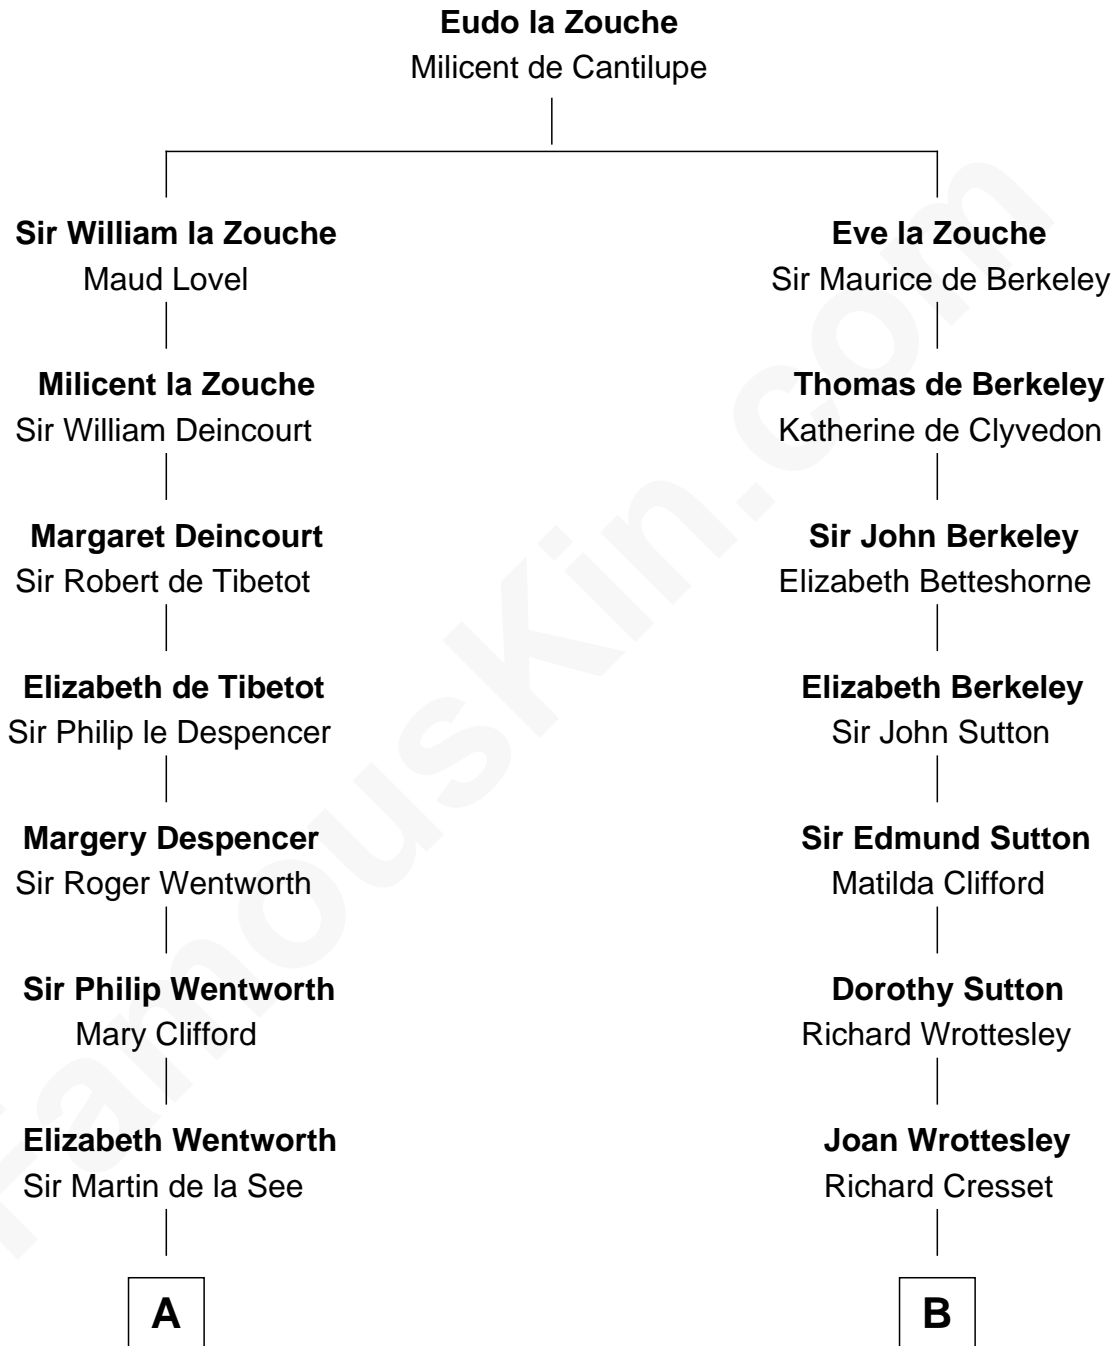 Eudo la Zouche
Milicent de Cantilupe
Sir William la Zouche
Maud Lovel
Eve la Zouche
Sir Maurice de Berkeley
Milicent la Zouche
Sir William Deincourt
Thomas de Berkeley
Katherine de Clyvedon
Margaret Deincourt
Sir Robert de Tibetot
Sir John Berkeley
Elizabeth Betteshorne
Elizabeth de Tibetot
Sir Philip le Despencer
Elizabeth Berkeley
Sir John Sutton
Margery Despencer
Sir Roger Wentworth
Sir Edmund Sutton
Matilda Clifford
Sir Philip Wentworth
Mary Clifford
Dorothy Sutton
Richard Wrottesley
Elizabeth Wentworth
Sir Martin de la See
Joan Wrottesley
Richard Cresset
A
B
FamousKin.com